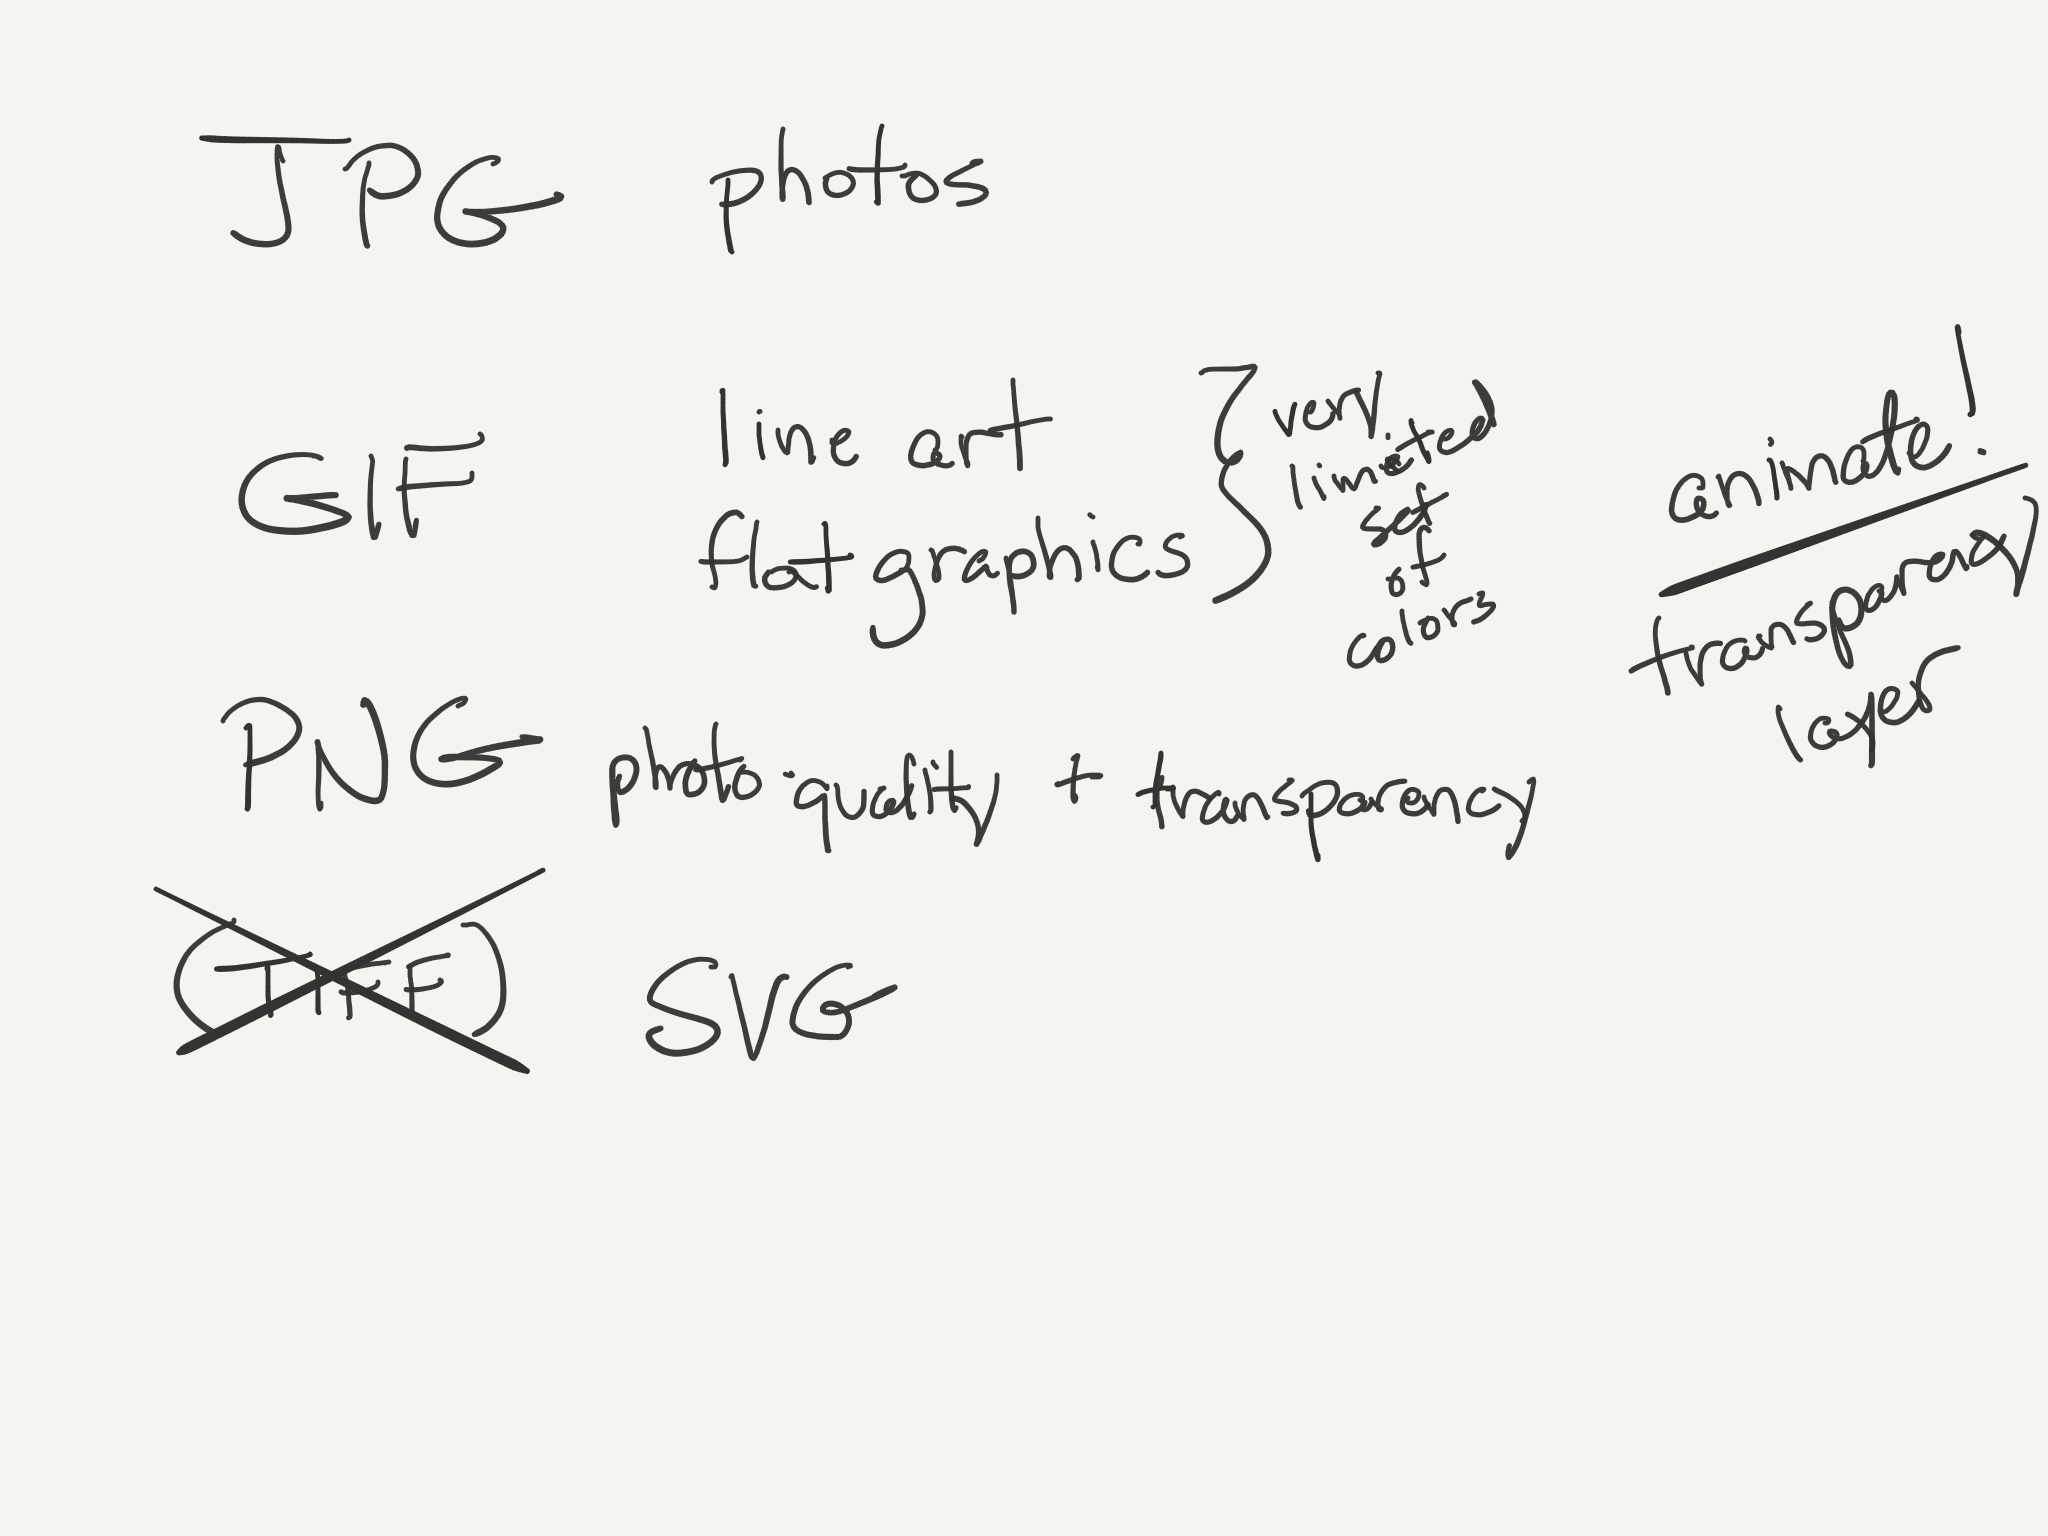 JPG photos
GIF line art
flat graphics
very
limited
set
of
colors
animate!
transparency
layer
PNG photo quality + transparency
(TIFF) SVG